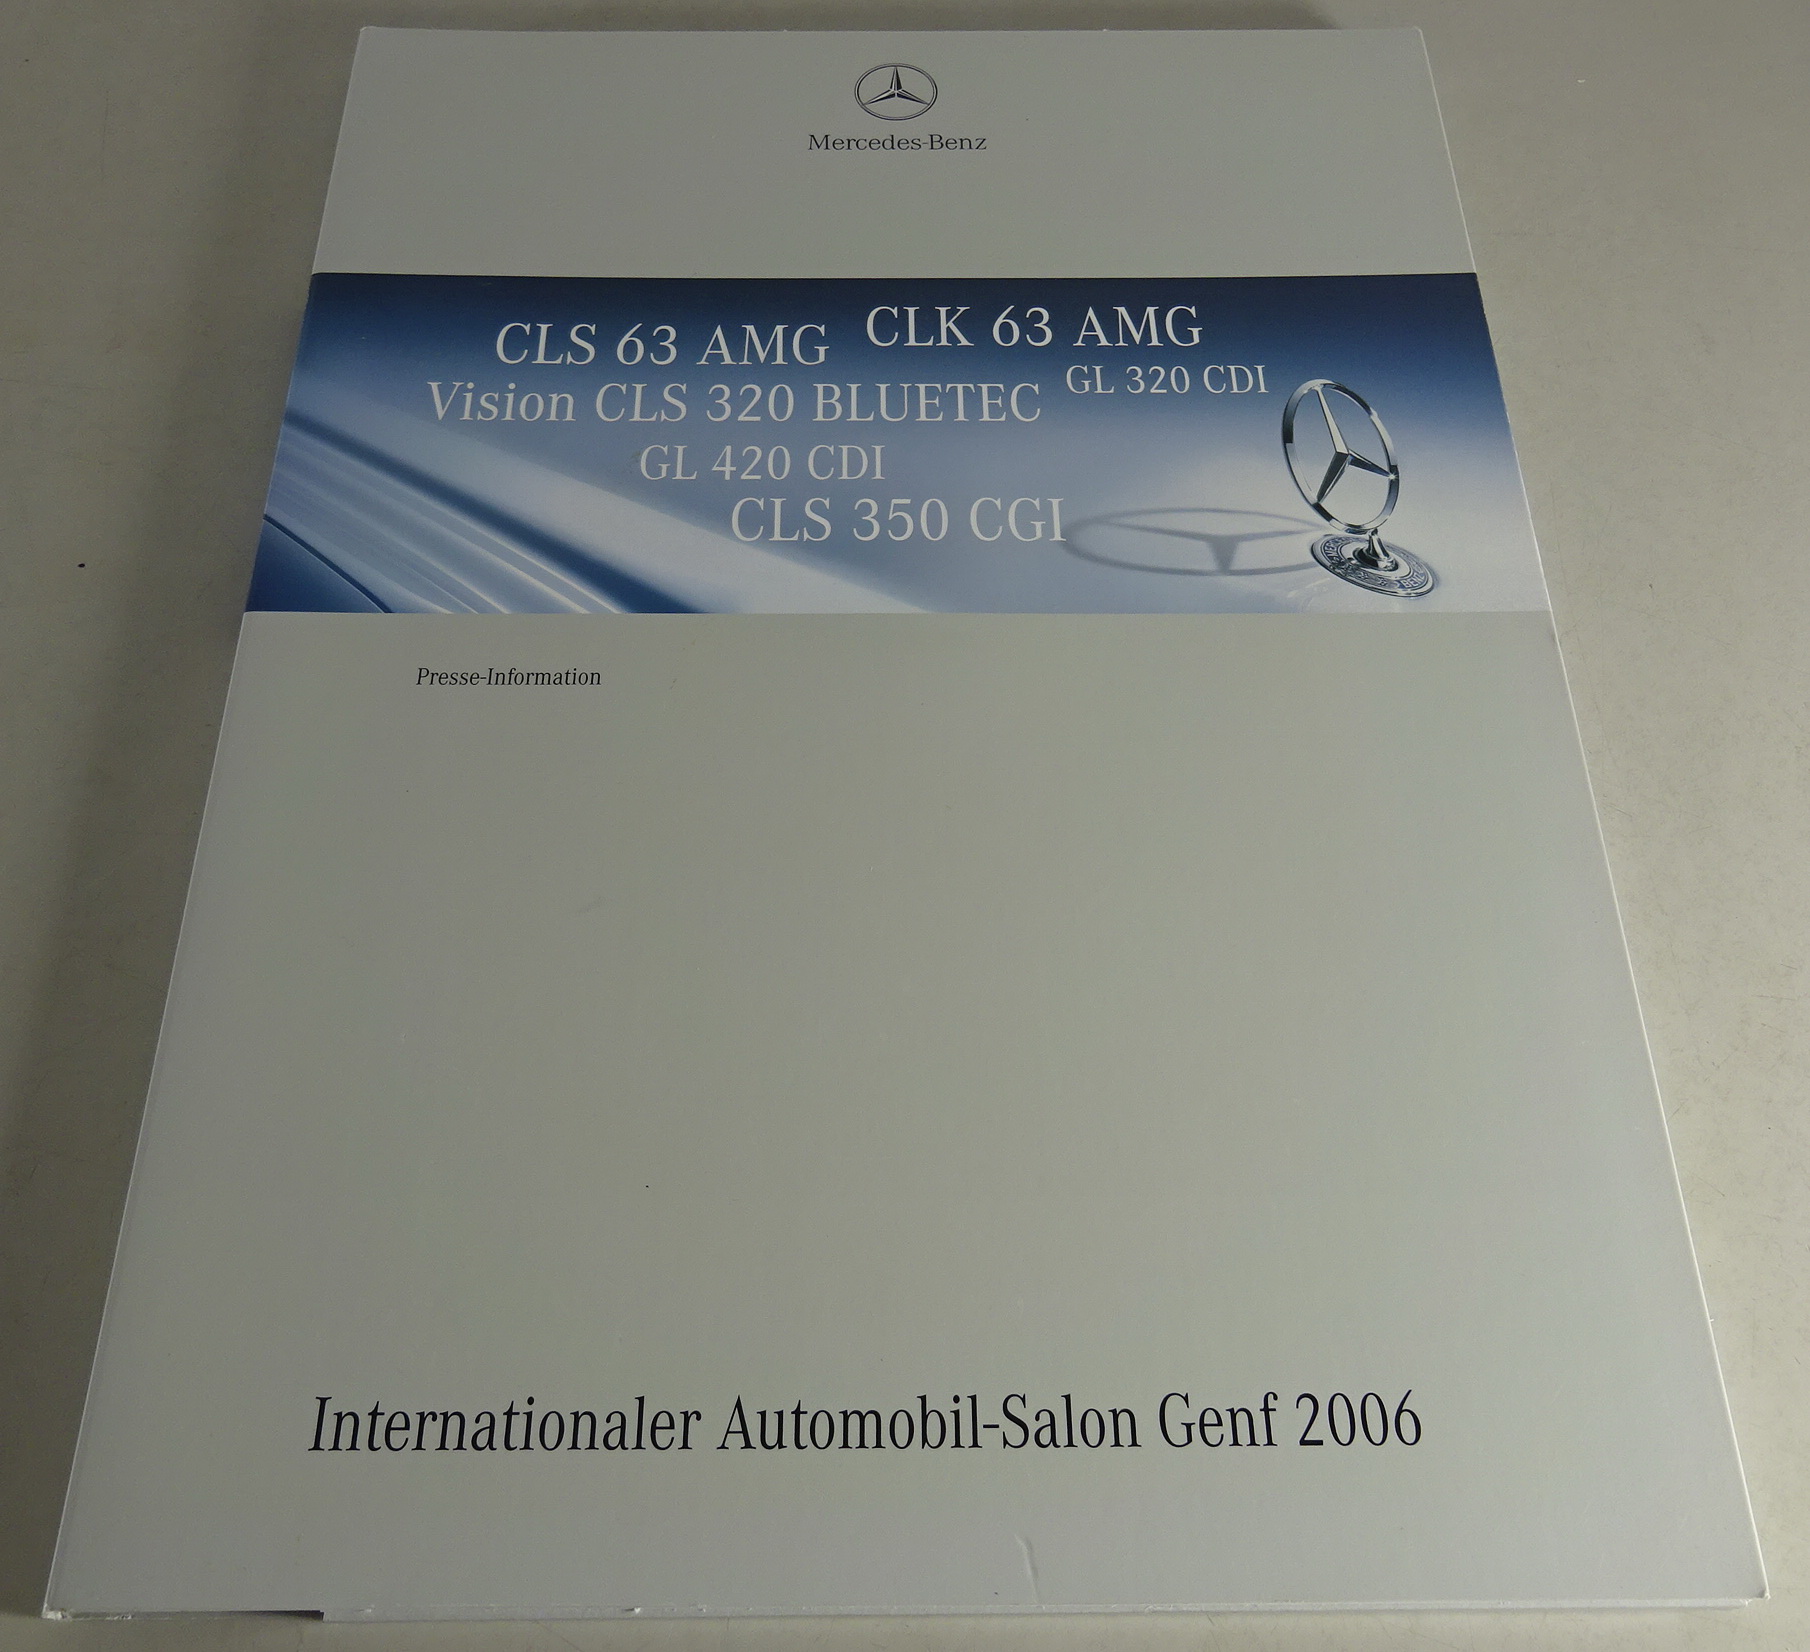 Mercedes-Benz
CLS 63 AMG CLK 63 AMG
Vision CLS 320 BLUETEC GL 320 CDI
GL 420 CDI
CLS 350 CGI
Presse-Information
Internationaler Automobil-Salon Genf 2006